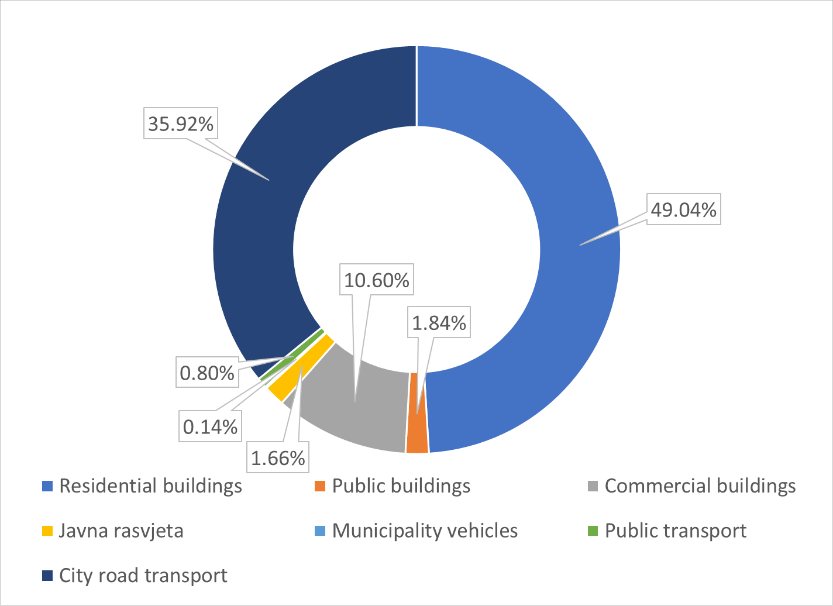 35.92%
49.04%
10.60%
1.84%
0.80%
0.14%
1.66%
Residential buildings
Public buildings
Commercial buildings
Javna rasvjeta
Municipality vehicles
Public transport
City road transport